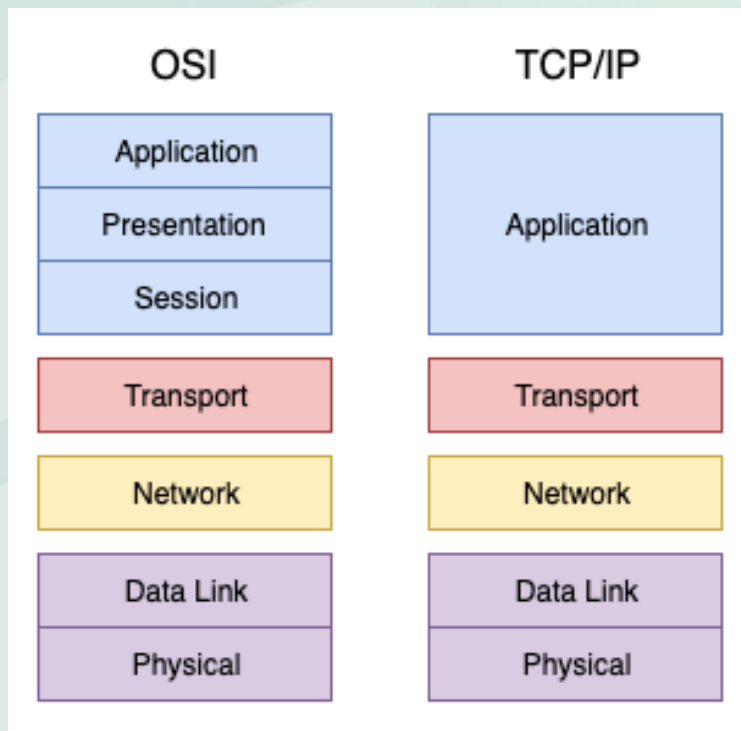 OSI
Application
Presentation
Session
Transport
Network
Data Link
Physical
TCP/IP
Application
Transport
Network
Data Link
Physical